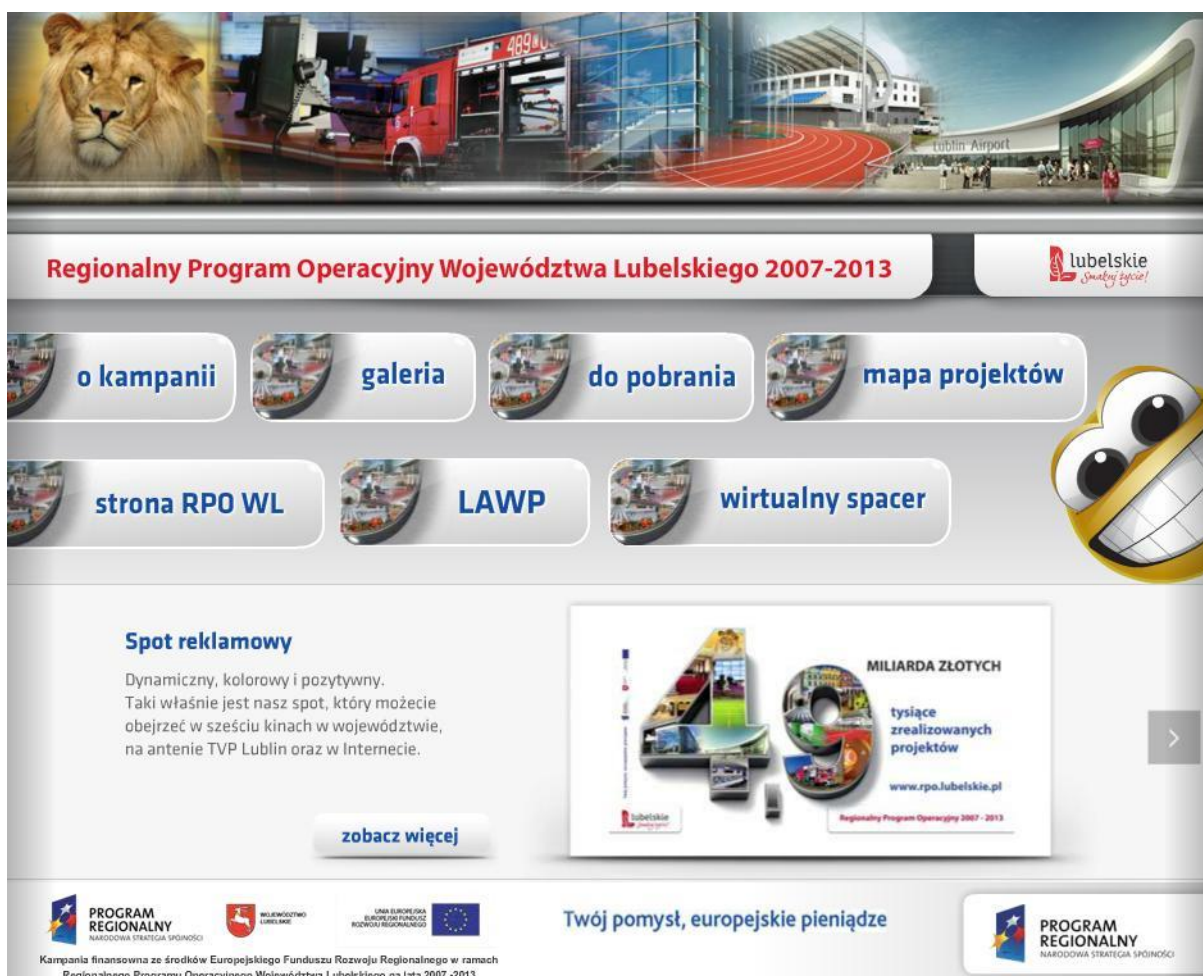 489
Lublin Airport
Regionalny Program Operacyjny Województwa Lubelskiego 2007-2013
lubelskie
Smakuj życie!
o kampanii
galeria
do pobrania
mapa projektów
strona RPO WL
LAWP
wirtualny spacer
Spot reklamowy
Dynamiczny, kolorowy i pozytywny.
Taki właśnie jest nasz spot, który możecie
obejrzeć w sześciu kinach w województwie,
na antenie TVP Lublin oraz w Internecie.
zobacz więcej
4,9
MILIARDA ZŁOTYCH
tysiące
zrealizowanych
projektów
www.rpo.lubelskie.pl
lubelskie
Smakuj życie!
Regionalny Program Operacyjny 2007 - 2013
PROGRAM
REGIONALNY
NARODOWA STRATEGIA SPÓJNOŚCI
WOJEWÓDZTWO
LUBELSKIE
UNIA EUROPEJSKA
EUROPEJSKI FUNDUSZ
ROZWOJU REGIONALNEGO
Twój pomysł, europejskie pieniądze
PROGRAM
REGIONALNY
NARODOWA STRATEGIA SPÓJNOŚCI
Kampania finansowna ze środków Europejskiego Funduszu Rozwoju Regionalnego w ramach
Regionalnego Programu Operacyjnego Województwa Lubelskiego na lata 2007 -2013